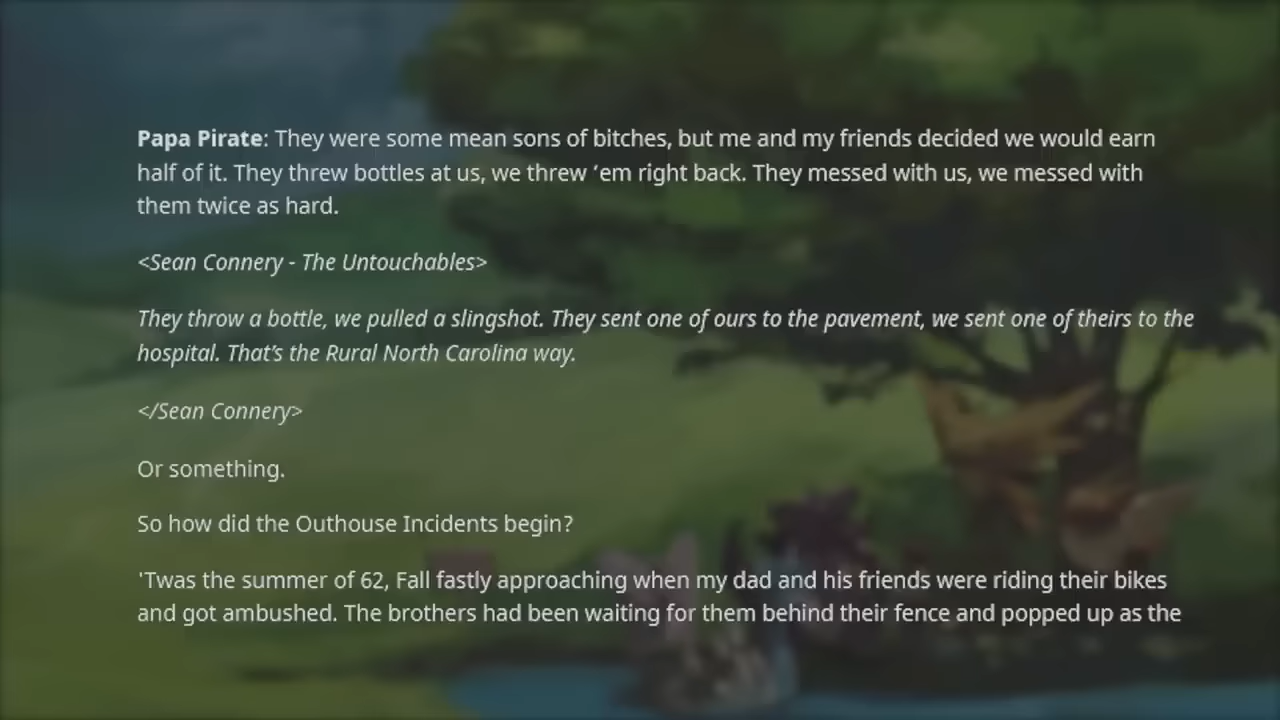 Papa Pirate: They were some mean sons of bitches, but me and my friends decided we would earn
half of it. They threw bottles at us, we threw ‘em right back. They messed with us, we messed with
them twice as hard.
<Sean Connery - The Untouchables>
They throw a bottle, we pulled a slingshot. They sent one of ours to the pavement, we sent one of theirs to the
hospital. That’s the Rural North Carolina way.
</Sean Connery>
Or something.
So how did the Outhouse Incidents begin?
'Twas the summer of 62, Fall fastly approaching when my dad and his friends were riding their bikes
and got ambushed. The brothers had been waiting for them behind their fence and popped up as the